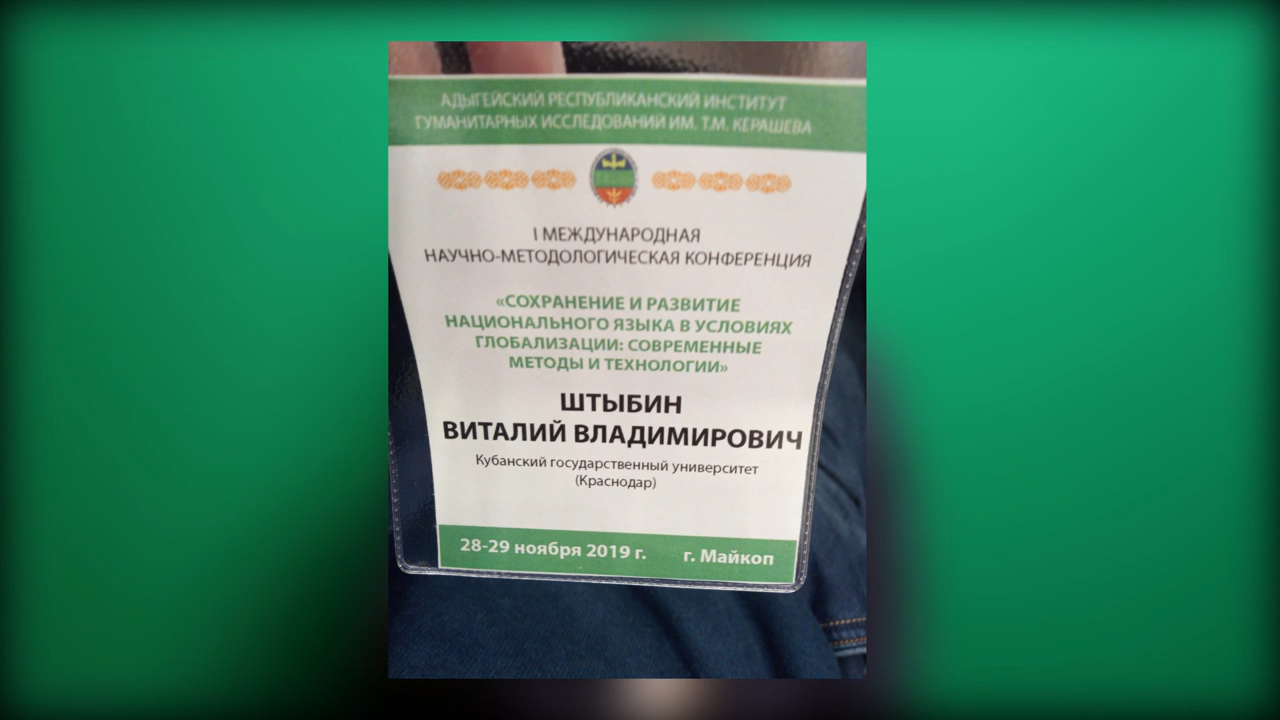 АДЫГЕЙСКИЙ РЕСПУБЛИКАНСКИЙ ИНСТИТУТ
ГУМАНИТАРНЫХ ИССЛЕДОВАНИЙ ИМ. Т.М. КЕРАШЕВА
I МЕЖДУНАРОДНАЯ
НАУЧНО-МЕТОДОЛОГИЧЕСКАЯ КОНФЕРЕНЦИЯ
«СОХРАНЕНИЕ И РАЗВИТИЕ
НАЦИОНАЛЬНОГО ЯЗЫКА В УСЛОВИЯХ
ГЛОБАЛИЗАЦИИ: СОВРЕМЕННЫЕ
МЕТОДЫ И ТЕХНОЛОГИИ»
ШТЫБИН
ВИТАЛИЙ ВЛАДИМИРОВИЧ
Кубанский государственный университет
(Краснодар)
28-29 ноября 2019 г. г. Майкоп